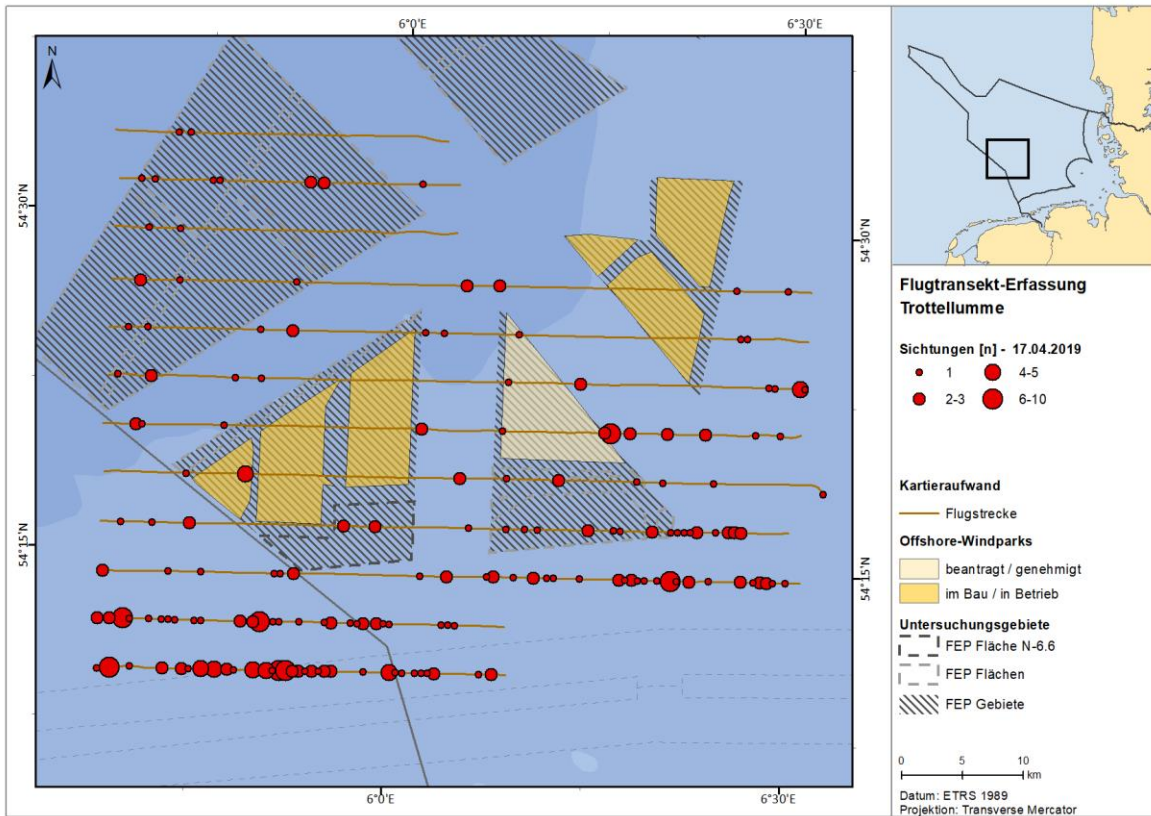 6°0'E
6°30'E
N
54°30'N
54°30'N
54°15'N
54°15'N
6°0'E
6°30'E
Flugtransekt-Erfassung
Trottellumme
Sichtungen [n] - 17.04.2019
1
4-5
2-3
6-10
Kartieraufwand
Flugstrecke
Offshore-Windparks
beantragt / genehmigt
im Bau / in Betrieb
Untersuchungsgebiete
FEP Fläche N-6.6
FEP Flächen
FEP Gebiete
0 5 10
km
Datum: ETRS 1989
Projektion: Transverse Mercator